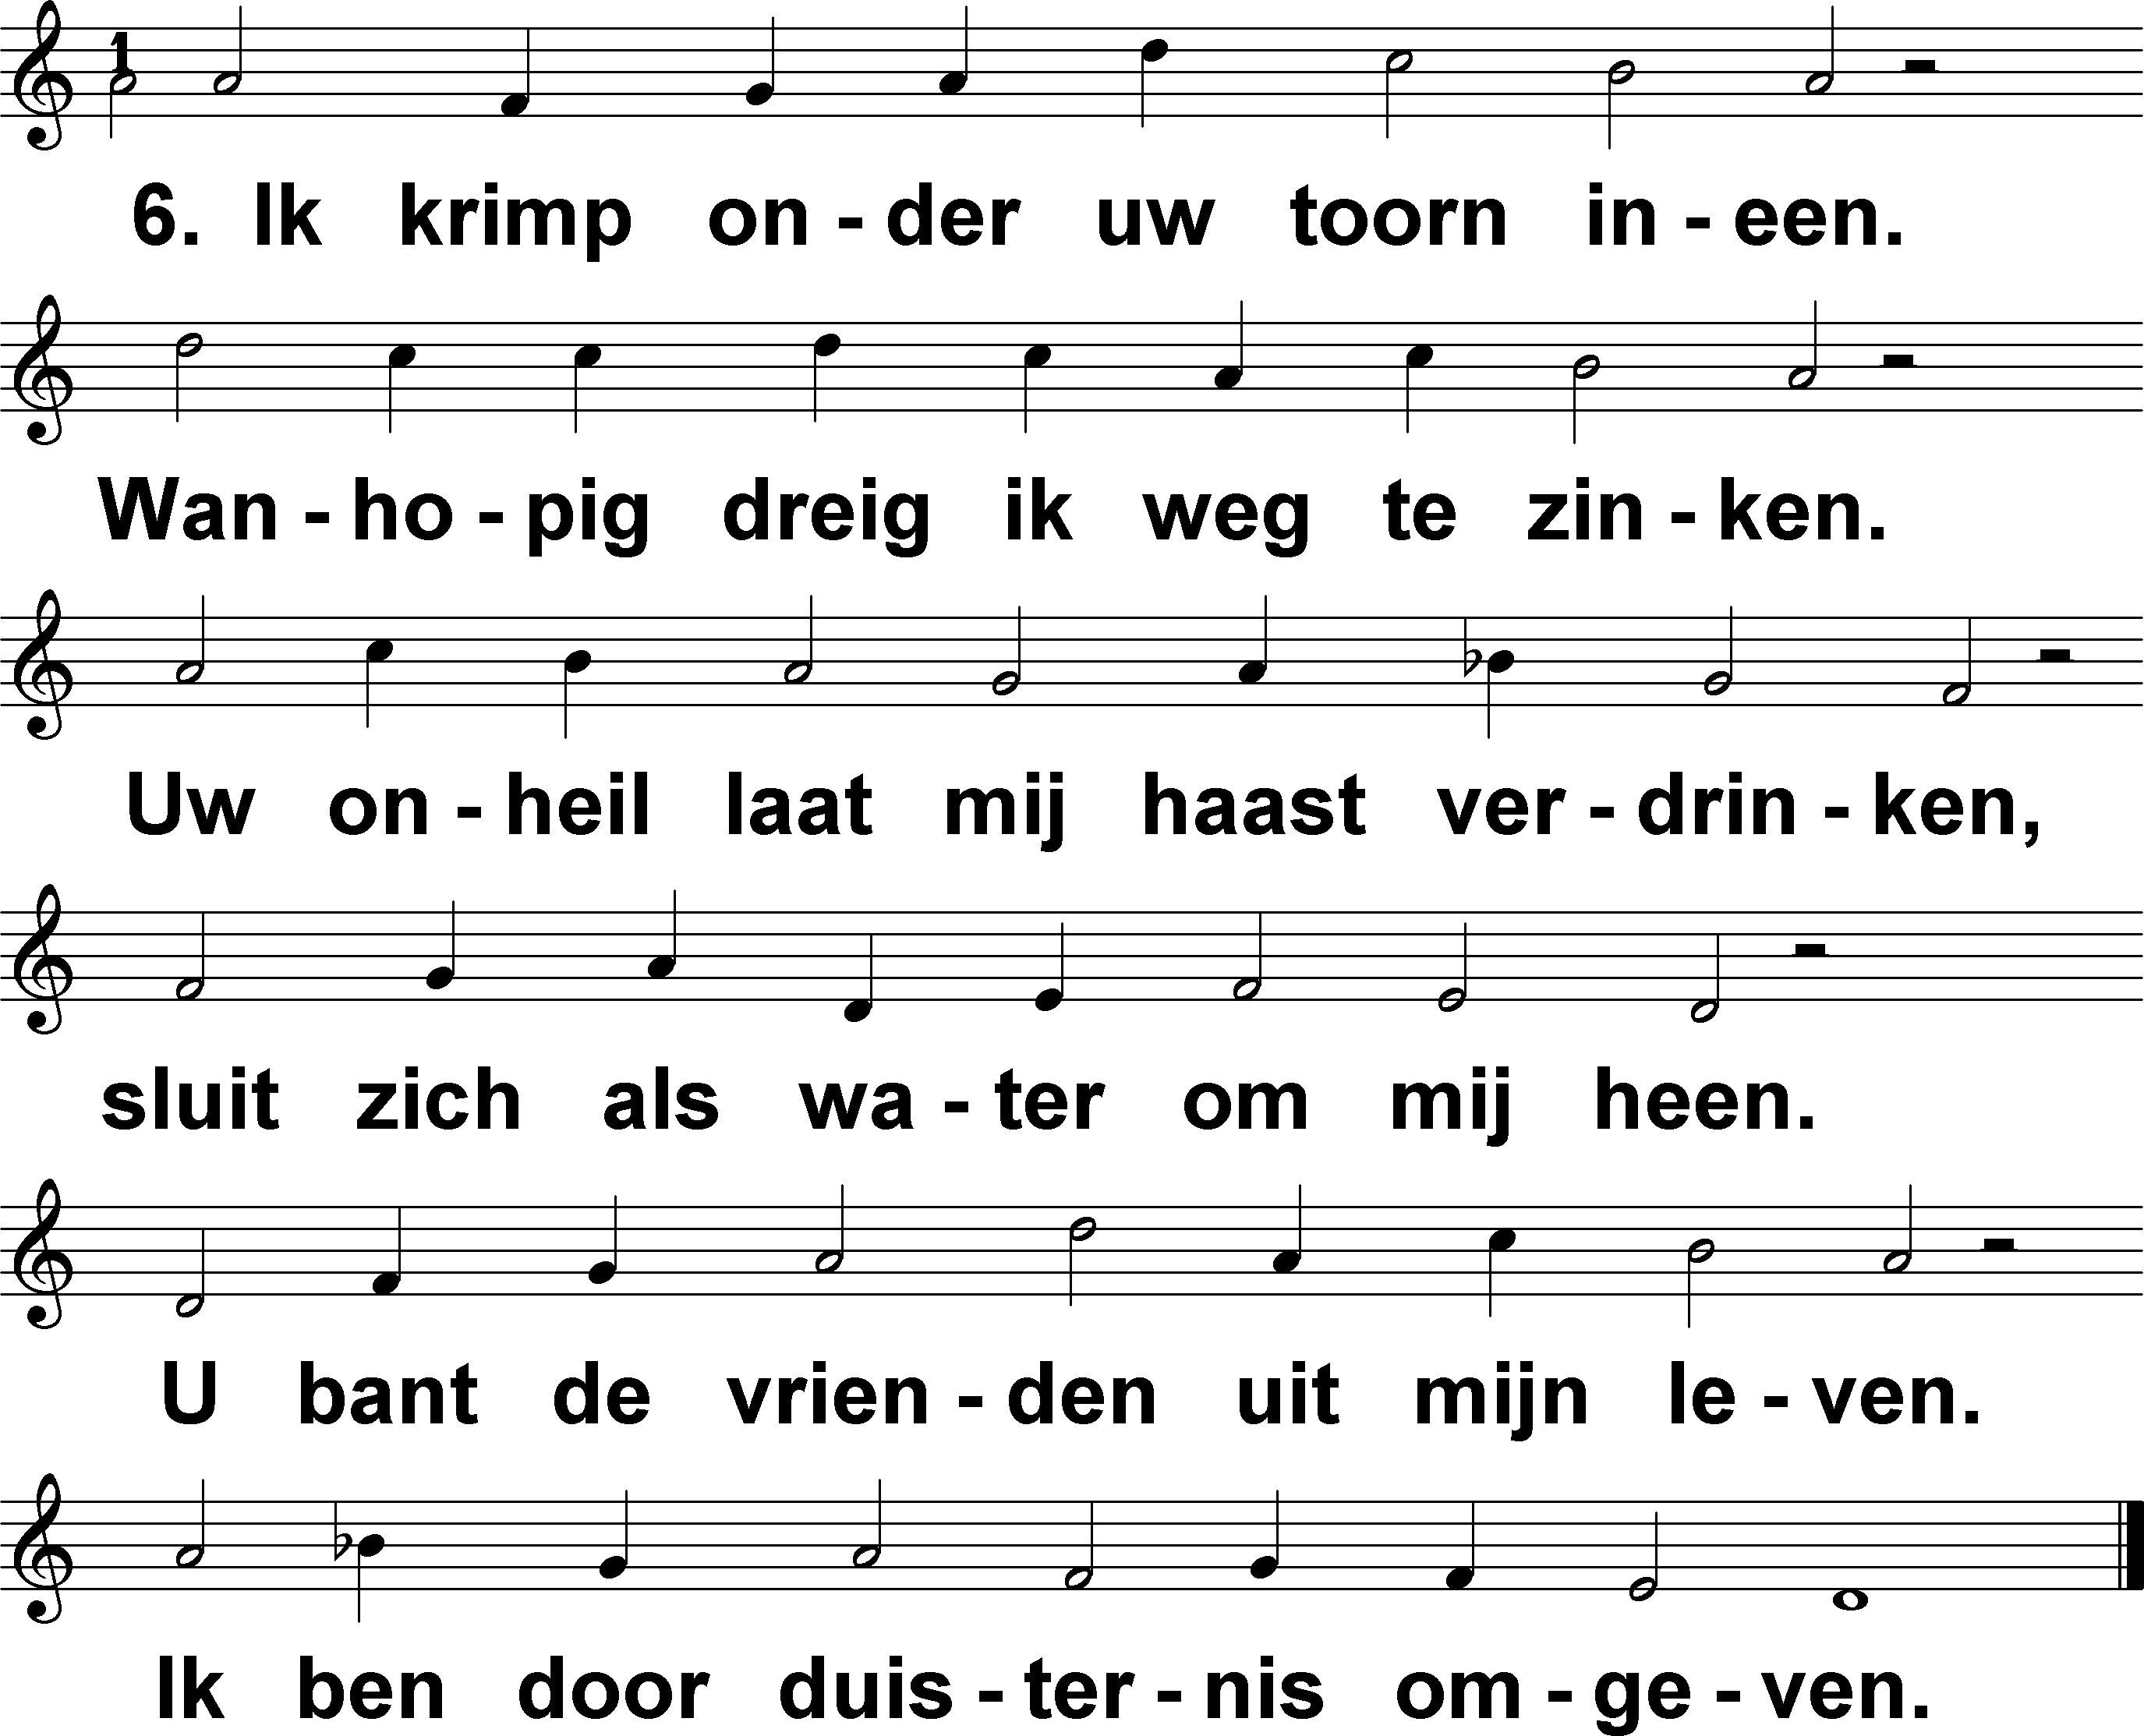 1
6. Ik krimp on - der uw toorn in - een.
Wan - ho - pig dreig ik weg te zin - ken.
Uw on - heil laat mij haast ver - drin - ken,
sluit zich als wa - ter om mij heen.
U bant de vrien - den uit mijn le - ven.
Ik ben door duis - ter - nis om - ge - ven.